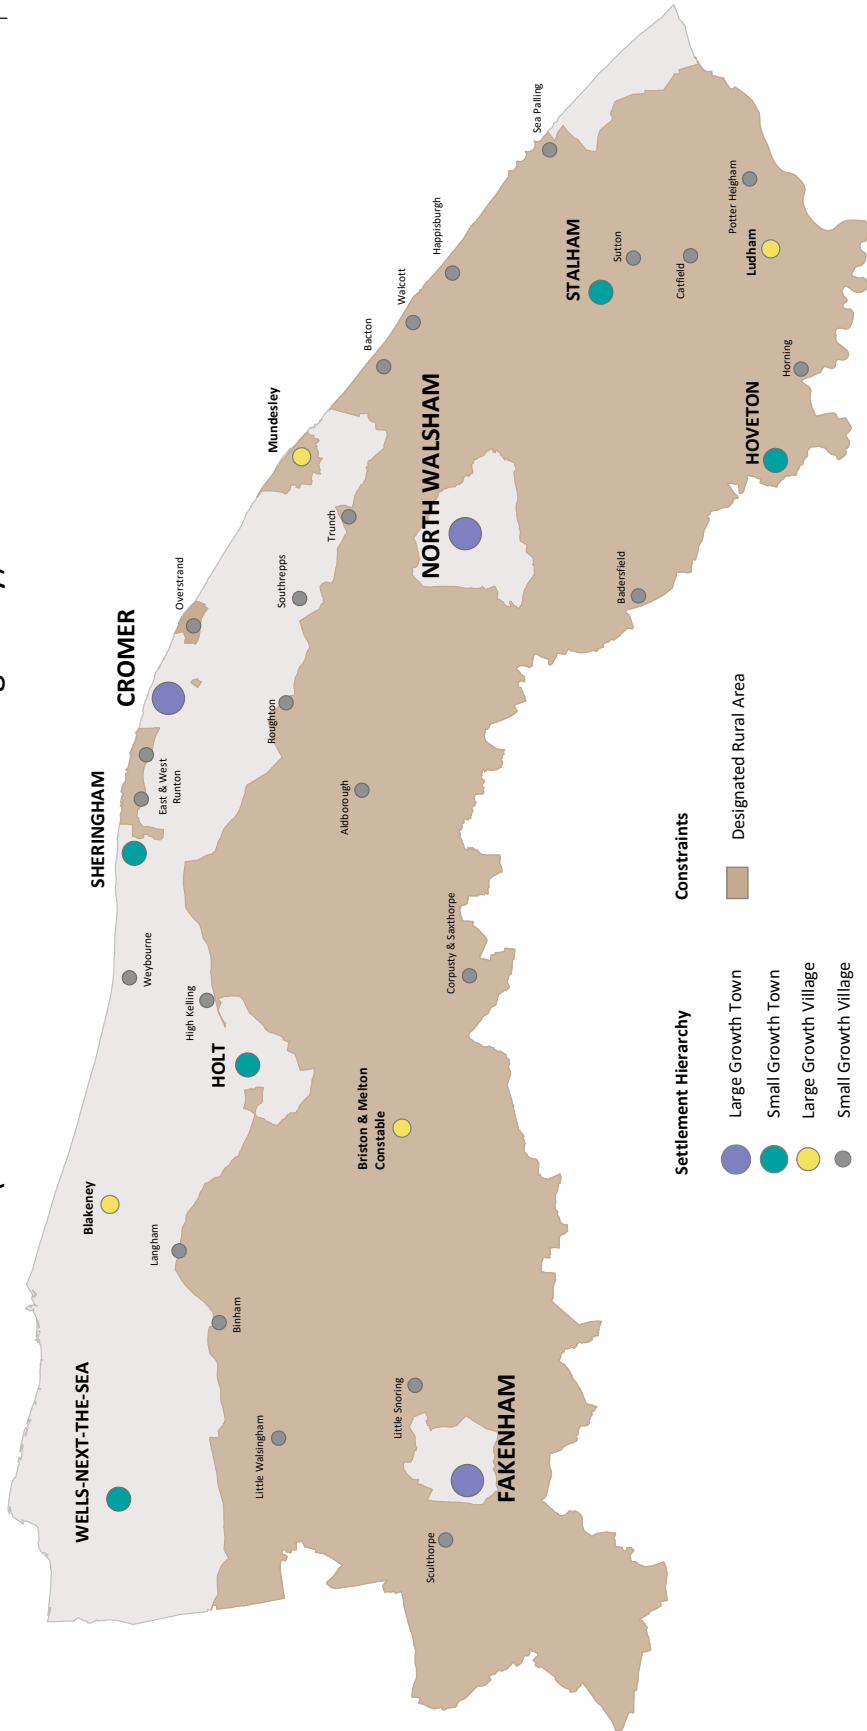 WELLS-NEXT-THE-SEA
Blakeney
Weybourne
SHERINGHAM
East & West
Runton
CROMER
Overstrand
Langham
Binham
HOLT
High Kelling
Roughton
Southrepps
Trunch
Mundesley
Little Walsingham
Briston & Melton
Constable
Aldborough
Bacton
Walcott
Happisburgh
Sea Palling
Sculthorpe
Little Snoring
FAKENHAM
Corpusty & Saxthorpe
NORTH WALSHAM
STALHAM
Sutton
Catfield
Badersfield
HOVETON
Horning
Ludham
Potter Heigham
Settlement Hierarchy
Large Growth Town
Small Growth Town
Large Growth Village
Small Growth Village
Constraints
Designated Rural Area